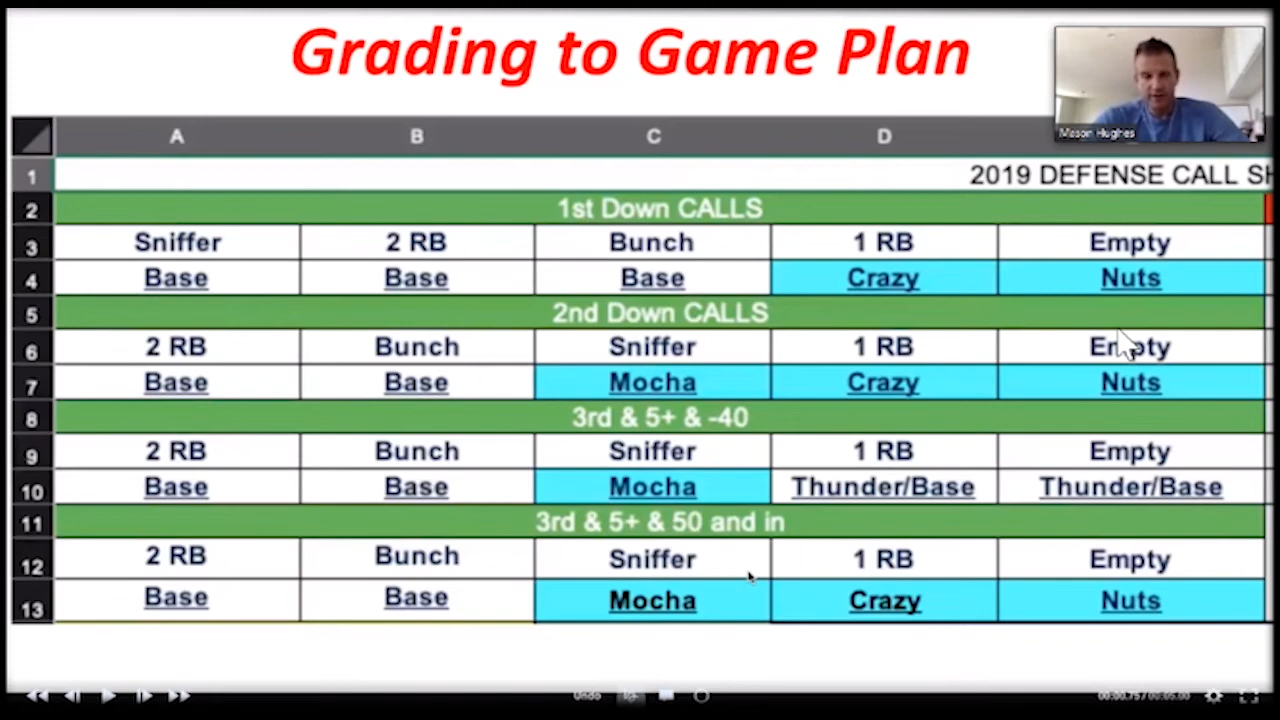 Grading to Game Plan
Mason Hughes
A B C D
1 2019 DEFENSE CALL SH
2 1st Down CALLS
3 Sniffer 2 RB Bunch 1 RB Empty
4 Base Base Base Crazy Nuts
5 2nd Down CALLS
6 2 RB Bunch Sniffer 1 RB Empty
7 Base Base Mocha Crazy Nuts
8 3rd & 5+ & -40
9 2 RB Bunch Sniffer 1 RB Empty
10 Base Base Mocha Thunder/Base Thunder/Base
11 3rd & 5+ & 50 and in
12 2 RB Bunch Sniffer 1 RB Empty
13 Base Base Mocha Crazy Nuts
Undo